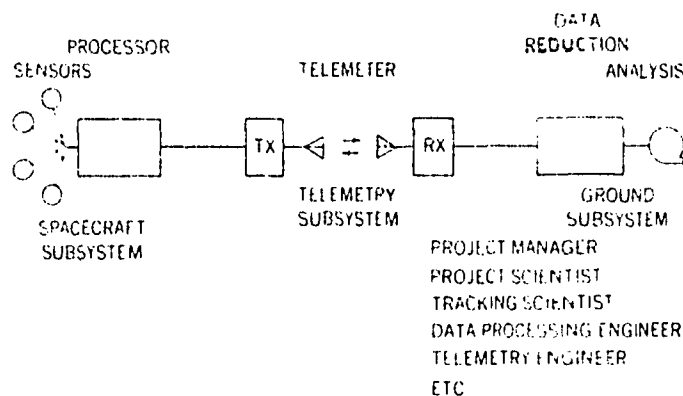 DATA
PROCESSOR REDUCTION
SENSORS TELEMETER ANALYSIS
TX RX
TELEMETRY GROUND
SPACECRAFT SUBSYSTEM SUBSYSTEM
SUBSYSTEM
PROJECT MANAGER
PROJECT SCIENTIST
TRACKING SCIENTIST
DATA PROCESSING ENGINEER
TELEMETRY ENGINEER
ETC